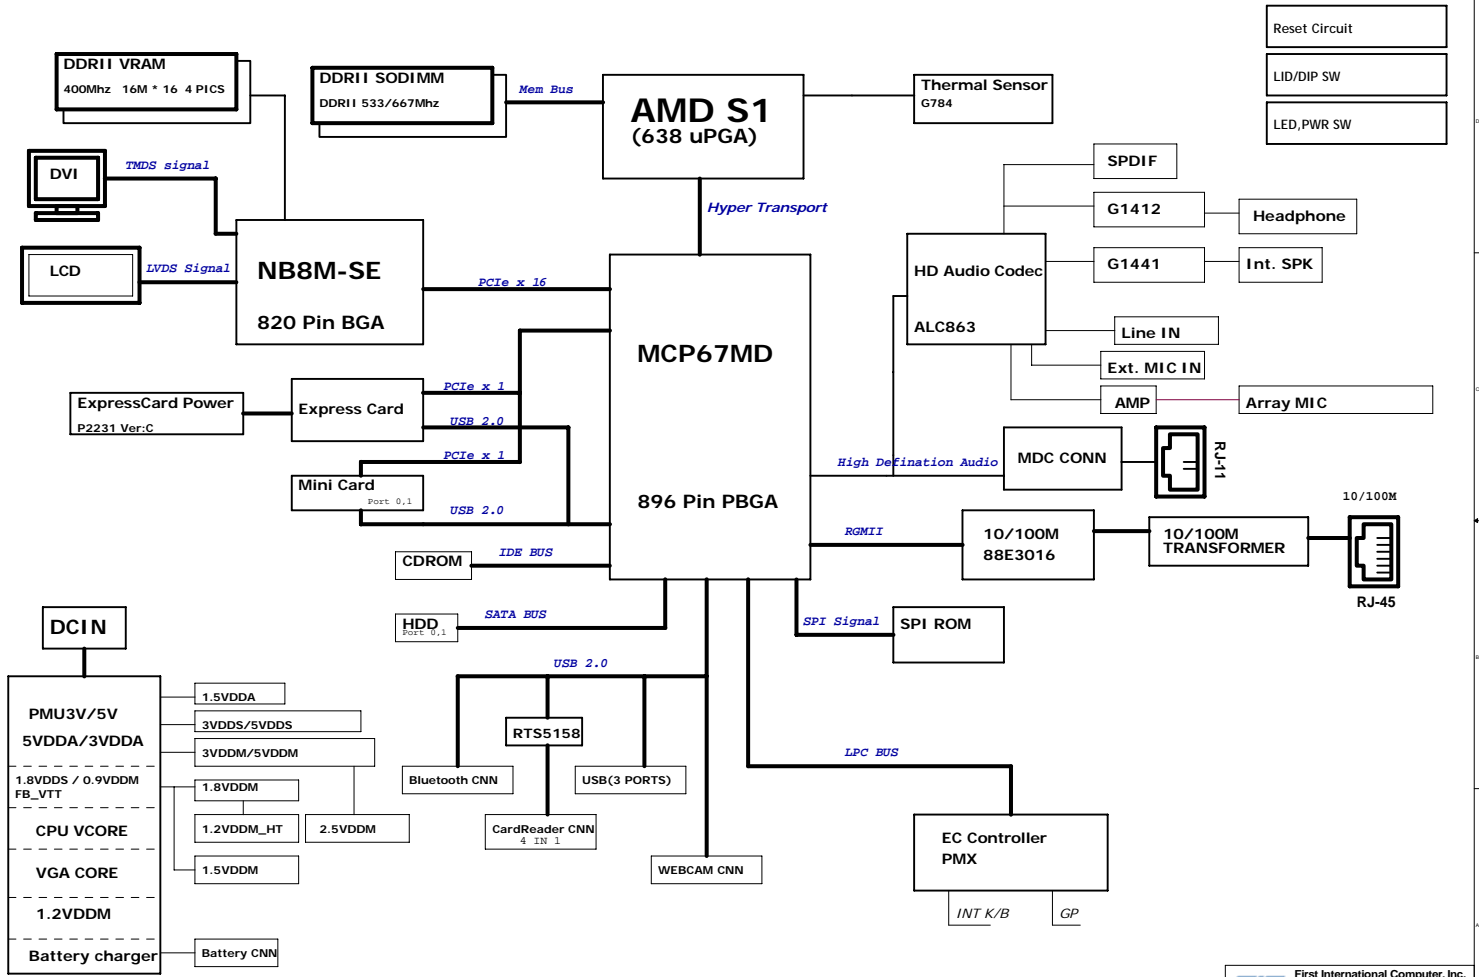 Reset Circuit
LID/DIP SW
LED,PWR SW
DDRII VRAM
400Mhz 16M * 16 4 PICS
DDRII SODIMM
DDRII 533/667Mhz
Mem Bus
AMD S1
(638 uPGA)
Thermal Sensor
G784
DVI
TMDS signal
Hyper Transport
SPDIF
G1412
Headphone
LCD
LVDS Signal
NB8M-SE
820 Pin BGA
PCIe x 16
HD Audio Codec
ALC863
G1441
Int. SPK
Line IN
Ext. MIC IN
AMP
Array MIC
MCP67MD
896 Pin PBGA
ExpressCard Power
P2231 Ver:C
Express Card
PCIe x 1
USB 2.0
PCIe x 1
Mini Card
Port 0,1
USB 2.0
High Defination Audio
MDC CONN
RJ-11
CDROM
IDE BUS
RGMII
10/100M
88E3016
10/100M
TRANSFORMER
10/100M
RJ-45
HDD
Port 0,1
SATA BUS
SPI Signal
SPI ROM
USB 2.0
RTS5158
Bluetooth CNN
USB(3 PORTS)
CardReader CNN
4 IN 1
WEBCAM CNN
LPC BUS
EC Controller
PMX
INT K/B
GP
DCIN
PMU3V/5V
5VDDA/3VDDA
1.5VDDA
3VDDS/5VDDS
3VDDM/5VDDM
1.8VDDS / 0.9VDDM
FB_VTT
1.8VDDM
CPU VCORE
1.2VDDM_HT
2.5VDDM
VGA CORE
1.5VDDM
1.2VDDM
Battery charger
Battery CNN
First International Computer, Inc.